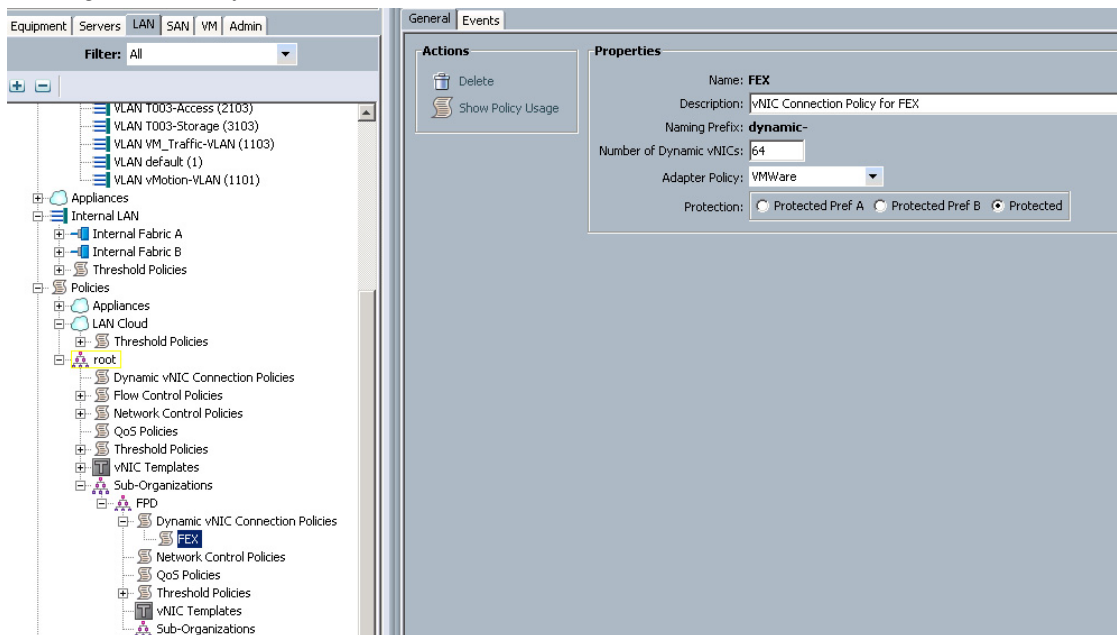 Equipment Servers LAN SAN VM Admin
Filter: All
VLAN T003-Access (2103)
VLAN T003-Storage (3103)
VLAN VM_Traffic-VLAN (1103)
VLAN default (1)
VLAN vMotion-VLAN (1101)
Appliances
Internal LAN
Internal Fabric A
Internal Fabric B
Threshold Policies
Policies
Appliances
LAN Cloud
Threshold Policies
root
Dynamic vNIC Connection Policies
Flow Control Policies
Network Control Policies
QoS Policies
Threshold Policies
vNIC Templates
Sub-Organizations
FPD
Dynamic vNIC Connection Policies
FEX
Network Control Policies
QoS Policies
Threshold Policies
vNIC Templates
Sub-Organizations
General Events
Actions
Delete
Show Policy Usage
Properties
Name: FEX
Description: vNIC Connection Policy for FEX
Naming Prefix: dynamic-
Number of Dynamic vNICs: 64
Adapter Policy: VMWare
Protection: Protected Pref A Protected Pref B Protected